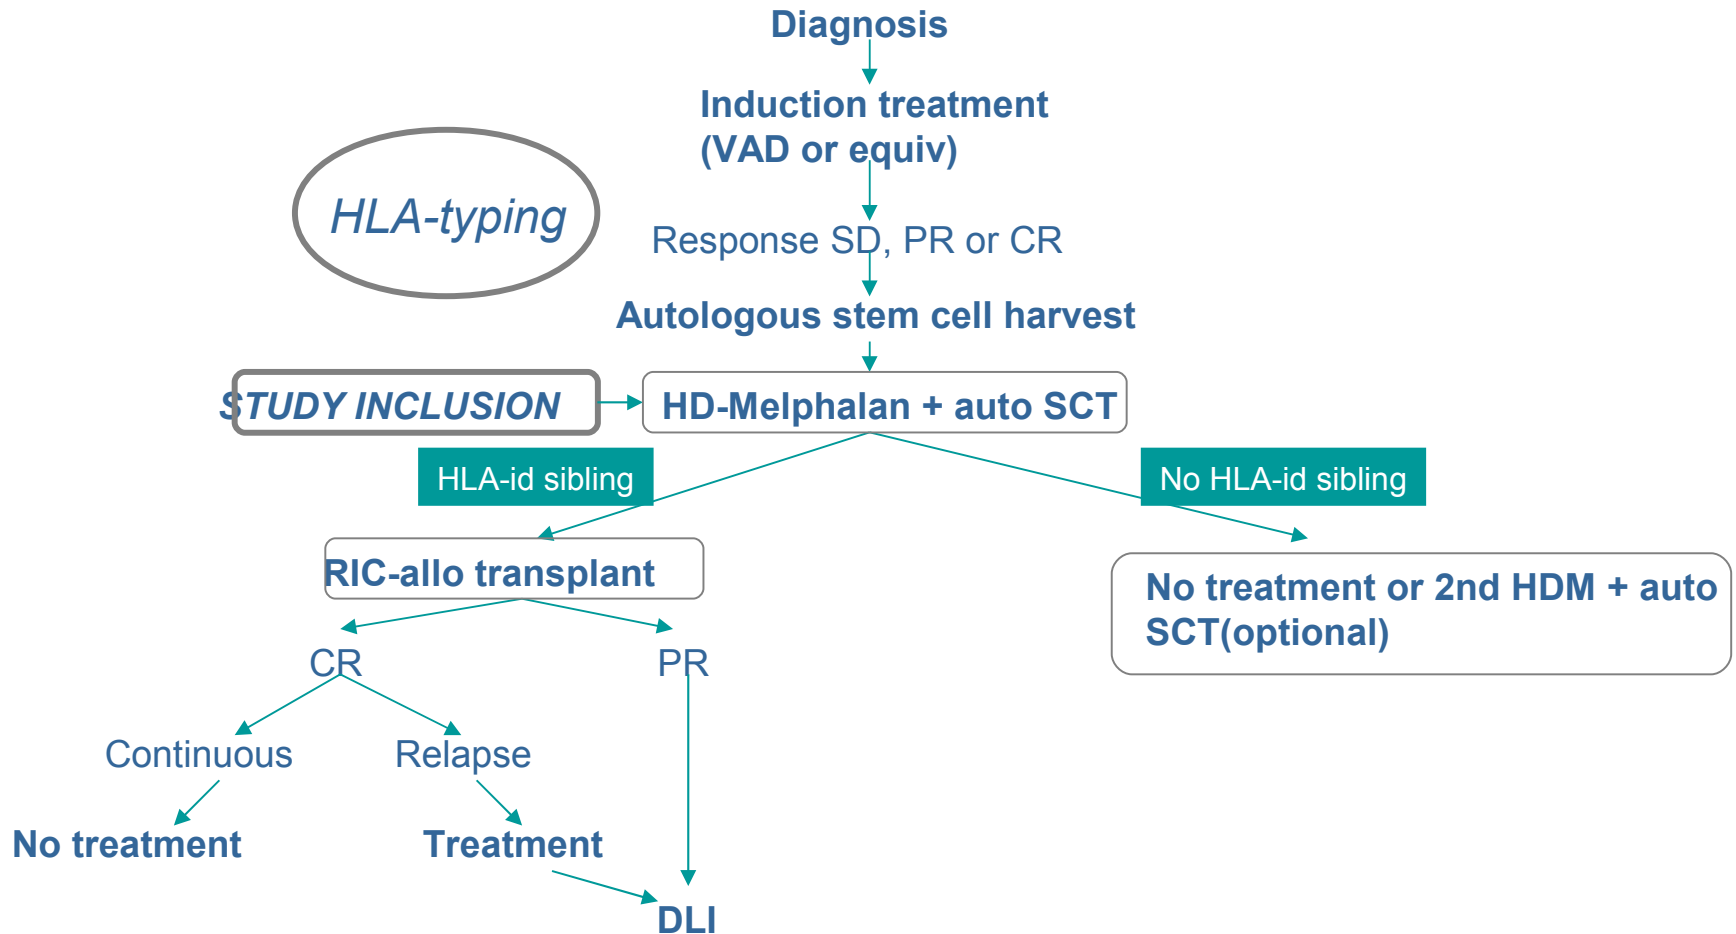 Diagnosis
Induction treatment
(VAD or equiv)
HLA-typing
Response SD, PR or CR
Autologous stem cell harvest
STUDY INCLUSION
HD-Melphalan + auto SCT
HLA-id sibling
No HLA-id sibling
RIC-allo transplant
No treatment or 2nd HDM + auto
SCT(optional)
CR
PR
Continuous
Relapse
No treatment
Treatment
DLI